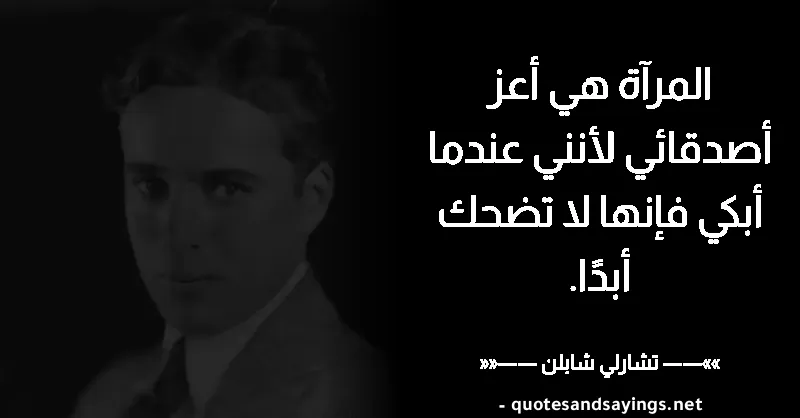 المرآة هي أعز
أصدقائي لأنني عندما
أبكي فإنها لا تضحك
أبدًا.
»»—— تشارلي شابلن ——««
- quotesandsayings.net